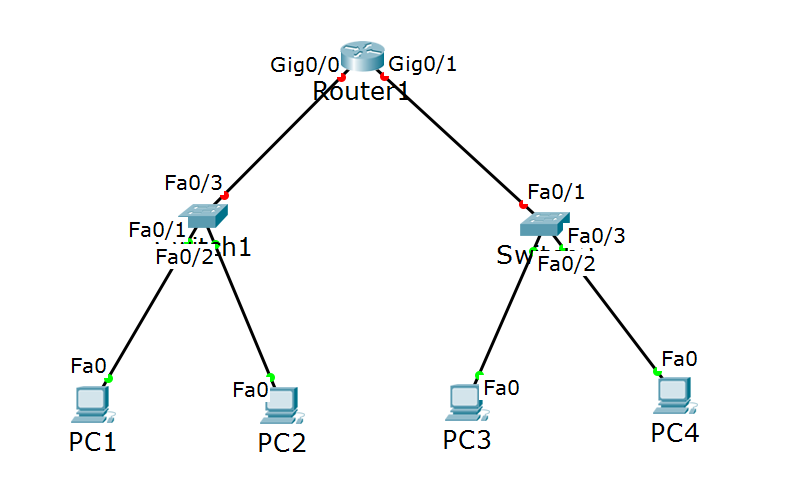 Gig0/0
Gig0/1
Router1
Fa0/3
Fa0/1
Fa0/1
Fa0/3
Fa0/2
Fa0/2
Fa0
Fa0
Fa0
Fa0
PC1
PC2
PC3
PC4